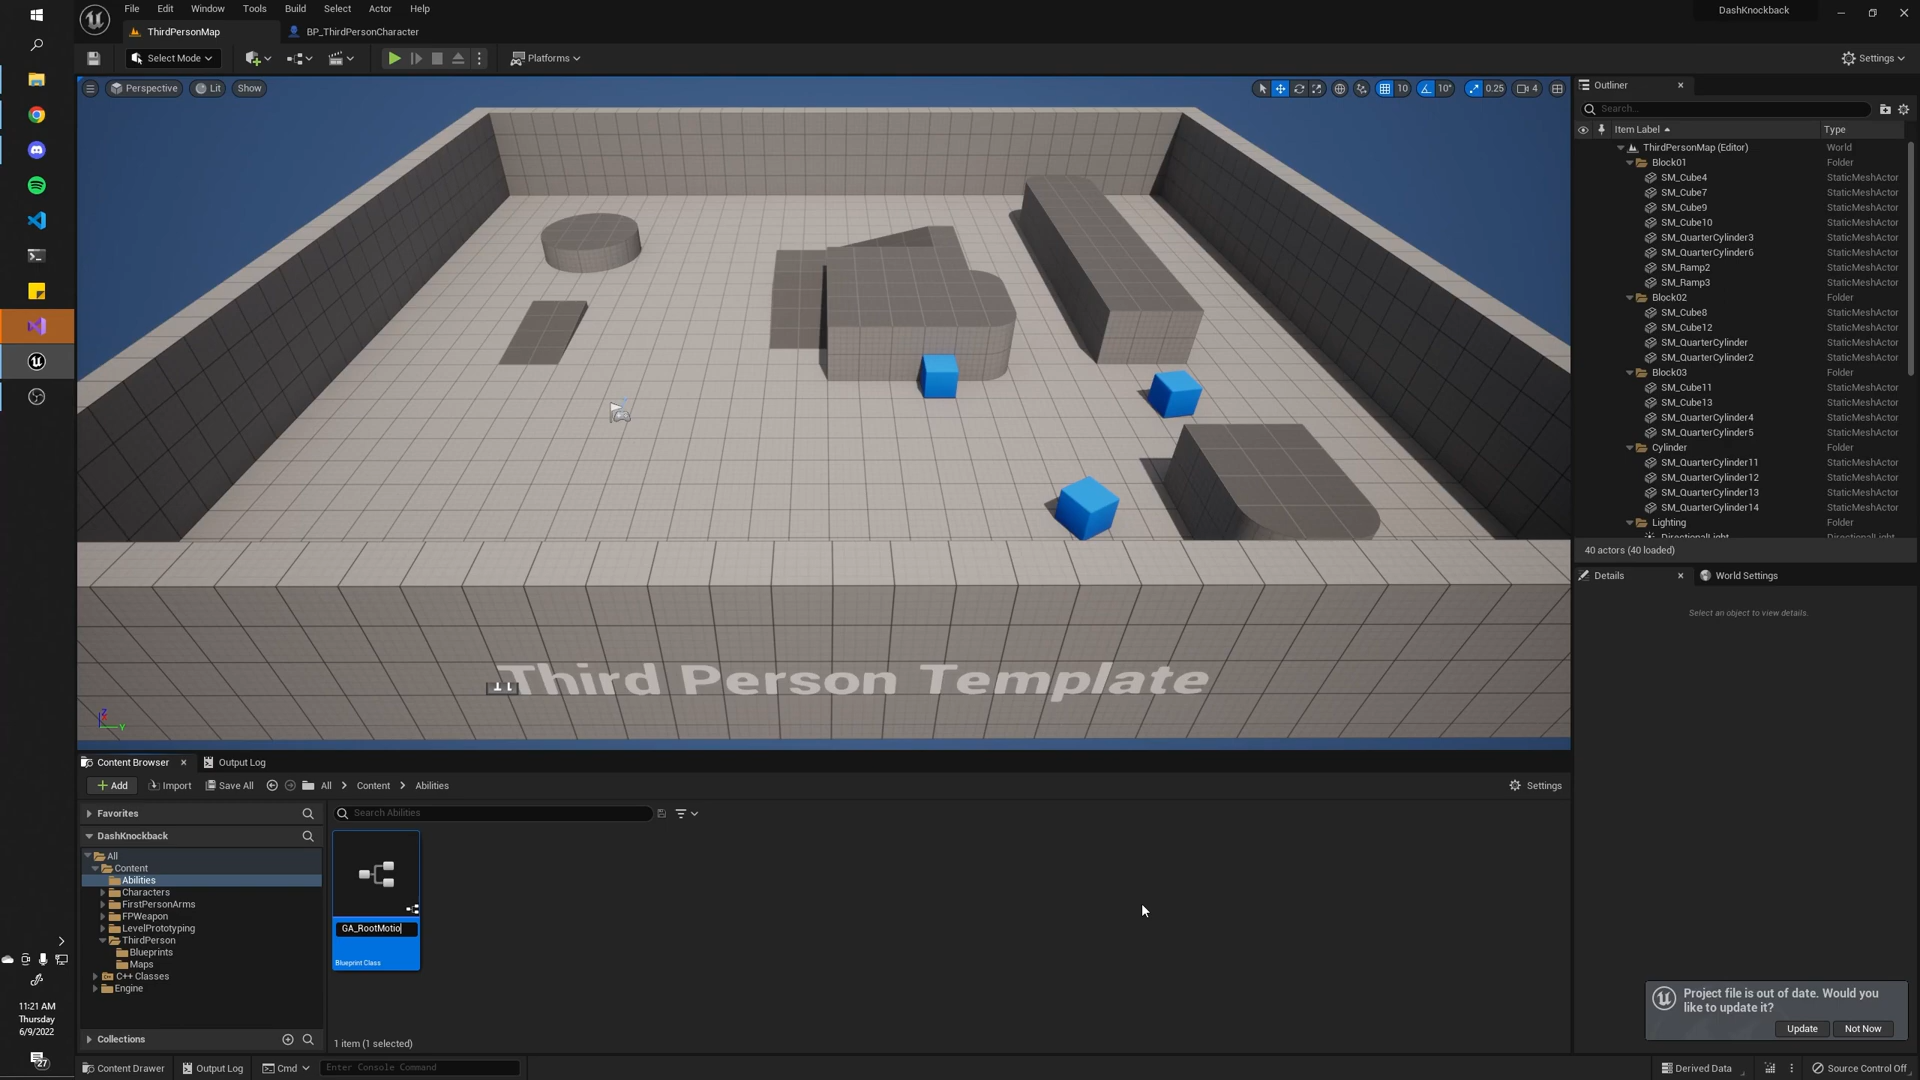 File Edit Window Tools Build Select Actor Help
DashKnockback
ThirdPersonMap
BP_ThirdPersonCharacter
Select Mode
Platforms
Settings
Perspective Lit Show
10 10° 0.25 4
Third Person Template
Outliner
Search...
Item Label Type
ThirdPersonMap (Editor) World
Block01 Folder
SM_Cube4 StaticMeshActor
SM_Cube7 StaticMeshActor
SM_Cube9 StaticMeshActor
SM_Cube10 StaticMeshActor
SM_QuarterCylinder3 StaticMeshActor
SM_QuarterCylinder6 StaticMeshActor
SM_Ramp2 StaticMeshActor
SM_Ramp3 StaticMeshActor
Block02 Folder
SM_Cube8 StaticMeshActor
SM_Cube12 StaticMeshActor
SM_QuarterCylinder StaticMeshActor
SM_QuarterCylinder2 StaticMeshActor
Block03 Folder
SM_Cube11 StaticMeshActor
SM_Cube13 StaticMeshActor
SM_QuarterCylinder4 StaticMeshActor
SM_QuarterCylinder5 StaticMeshActor
Cylinder Folder
SM_QuarterCylinder11 StaticMeshActor
SM_QuarterCylinder12 StaticMeshActor
SM_QuarterCylinder13 StaticMeshActor
SM_QuarterCylinder14 StaticMeshActor
Lighting Folder
DirectionalLight DirectionalLight
40 actors (40 loaded)
Details
World Settings
Select an object to view details.
Content Browser
Output Log
Add Import Save All All Content Abilities
Settings
Favorites
DashKnockback
All
Content
Abilities
Characters
FirstPersonArms
FPWeapon
LevelPrototyping
ThirdPerson
Blueprints
Maps
C++ Classes
Engine
Collections
Search Abilities
GA_RootMotio
Blueprint Class
1 item (1 selected)
Project file is out of date. Would you
like to update it?
Update Not Now
11:21 AM
Thursday
6/9/2022
27
Content Drawer Output Log Cmd Enter Console Command
Derived Data Source Control Off